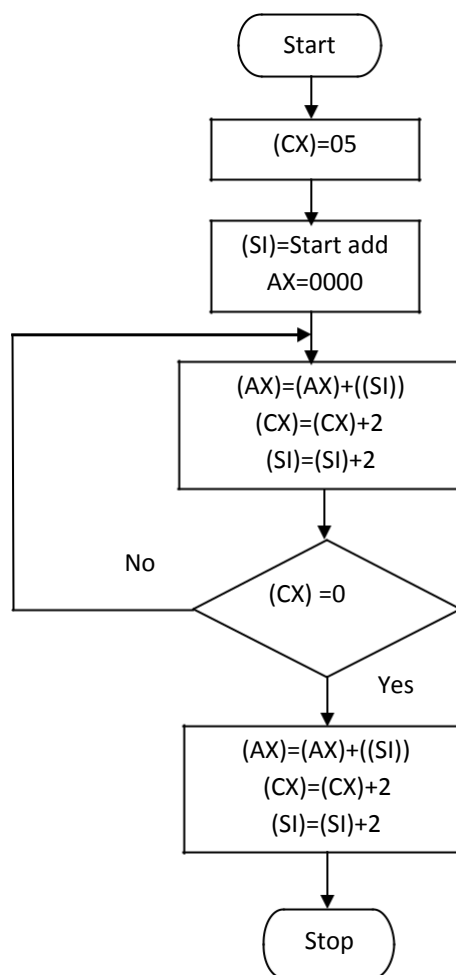 Start
(CX)=05
(SI)=Start add
AX=0000
(AX)=(AX)+((SI))
(CX)=(CX)+2
(SI)=(SI)+2
No
(CX) =0
Yes
(AX)=(AX)+((SI))
(CX)=(CX)+2
(SI)=(SI)+2
Stop